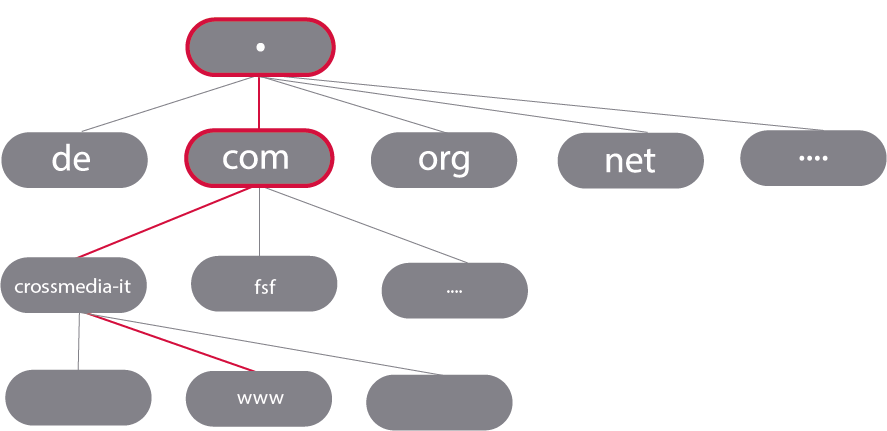 •
de com org net ....
crossmedia-it fsf ....
www